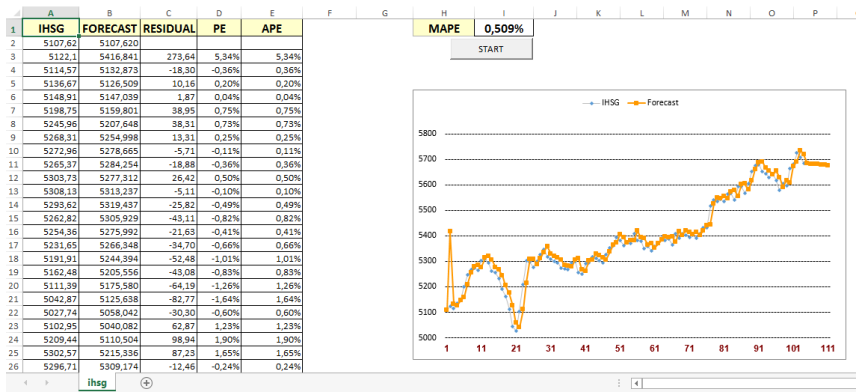 A B C D E F G H I J K L M N O P
1 IHSG FORECAST RESIDUAL PE APE MAPE 0,509%
2 5107,62 5107,620
START
3 5122,1 5416,841 273,64 5,34% 5,34%
4 5114,57 5132,873 -18,30 -0,36% 0,36%
5 5136,67 5126,509 10,16 0,20% 0,20%
6 5148,91 5147,039 1,87 0,04% 0,04%
7 5198,75 5159,801 38,95 0,75% 0,75%
8 5245,96 5207,648 38,31 0,73% 0,73%
9 5268,31 5254,998 13,31 0,25% 0,25%
10 5272,96 5278,665 -5,71 -0,11% 0,11%
11 5265,37 5284,254 -18,88 -0,36% 0,36%
12 5303,73 5277,312 26,42 0,50% 0,50%
13 5308,13 5313,237 -5,11 -0,10% 0,10%
14 5293,62 5319,437 -25,82 -0,49% 0,49%
15 5262,82 5305,929 -43,11 -0,82% 0,82%
16 5254,36 5275,992 -21,63 -0,41% 0,41%
17 5231,65 5266,348 -34,70 -0,66% 0,66%
18 5191,91 5244,394 -52,48 -1,01% 1,01%
19 5162,48 5205,556 -43,08 -0,83% 0,83%
20 5111,39 5175,580 -64,19 -1,26% 1,26%
21 5042,87 5125,638 -82,77 -1,64% 1,64%
22 5027,74 5058,042 -30,30 -0,60% 0,60%
23 5102,95 5040,082 62,87 1,23% 1,23%
24 5209,44 5110,504 98,94 1,90% 1,90%
25 5302,57 5215,336 87,23 1,65% 1,65%
26 5296,71 5309,174 -12,46 -0,24% 0,24%
IHSG Forecast
5800
5700
5600
5500
5400
5300
5200
5100
5000
1 11 21 31 41 51 61 71 81 91 101 111
ihsg